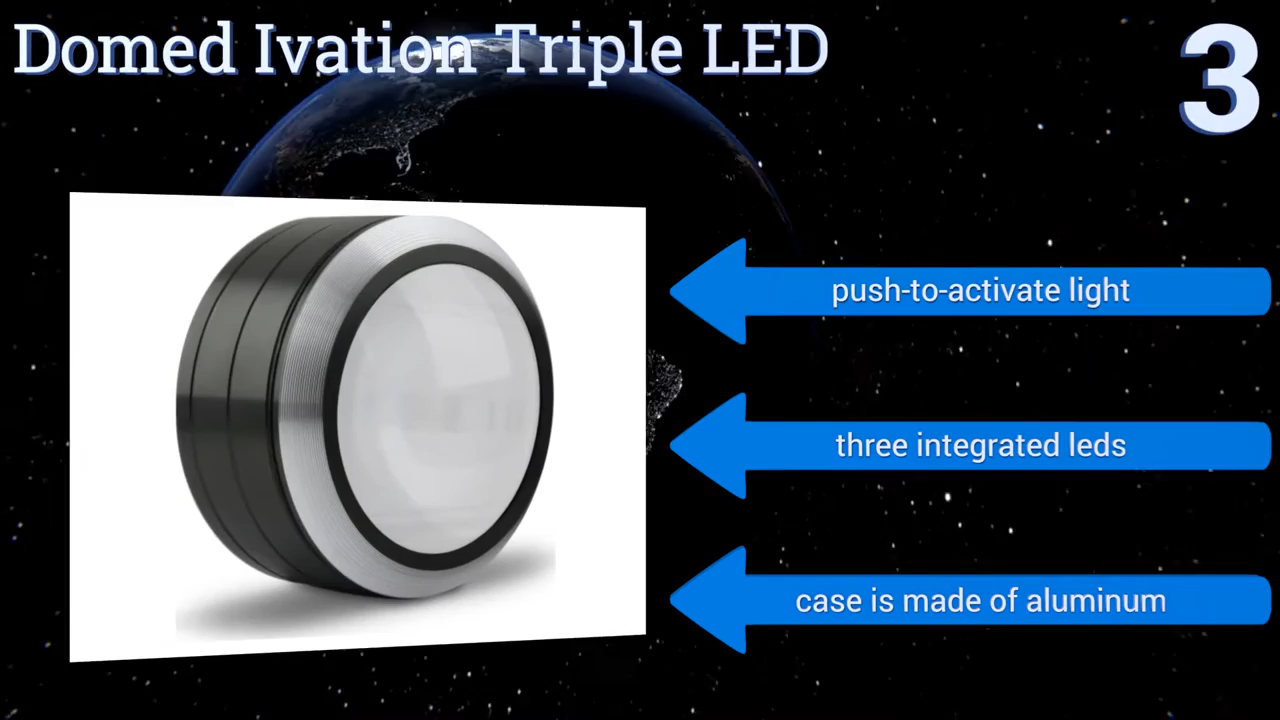 Domed Ivation Triple LED
3
push-to-activate light
three integrated leds
case is made of aluminum